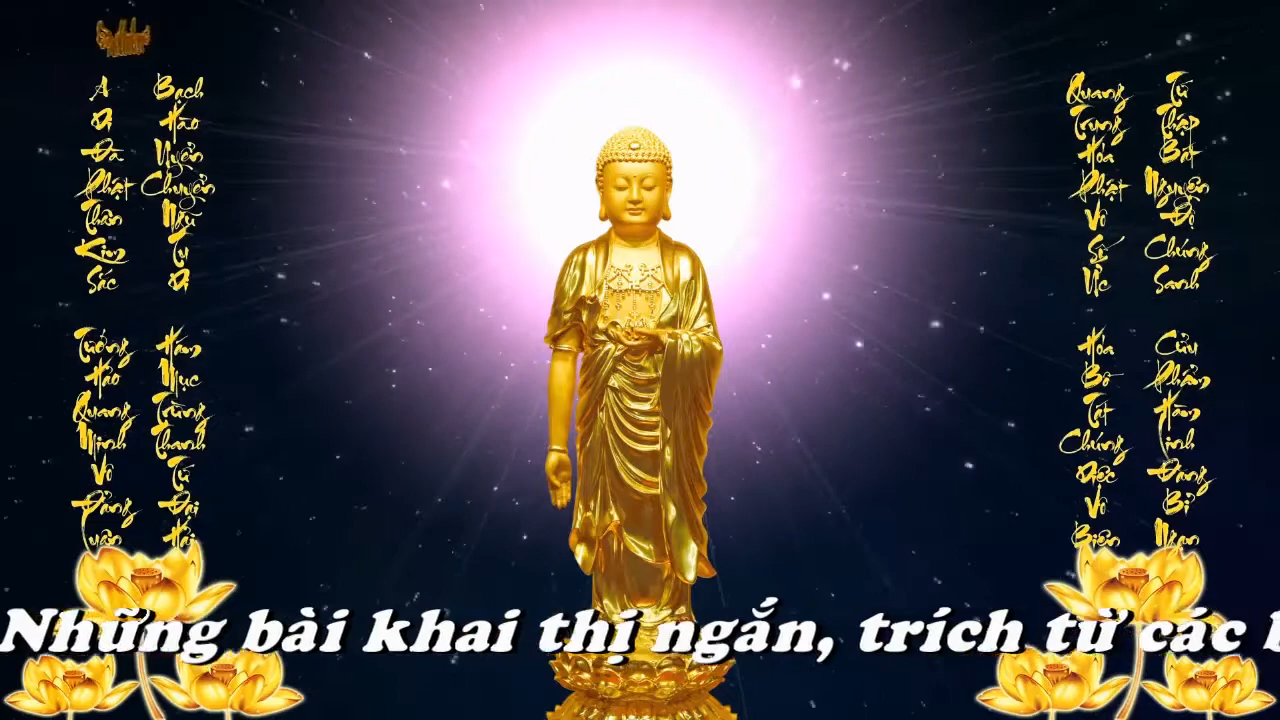 A Di Đà Phật Thân Kim Sắc
Tướng Hảo Quang Minh Vô Đẳng Luân
Bạch Hào Uyển Chuyển Ngũ Tu Di
Hám Mục Trừng Thanh Tứ Đại Hải
Quang Trung Hóa Phật Vô Số Ức
Hóa Bồ Tát Chúng Diệc Vô Biên
Tứ Thập Bát Nguyện Độ Chúng Sanh
Cửu Phẩm Hàm Linh Đăng Bỉ Ngạn
Những bài khai thị ngắn, trích từ các